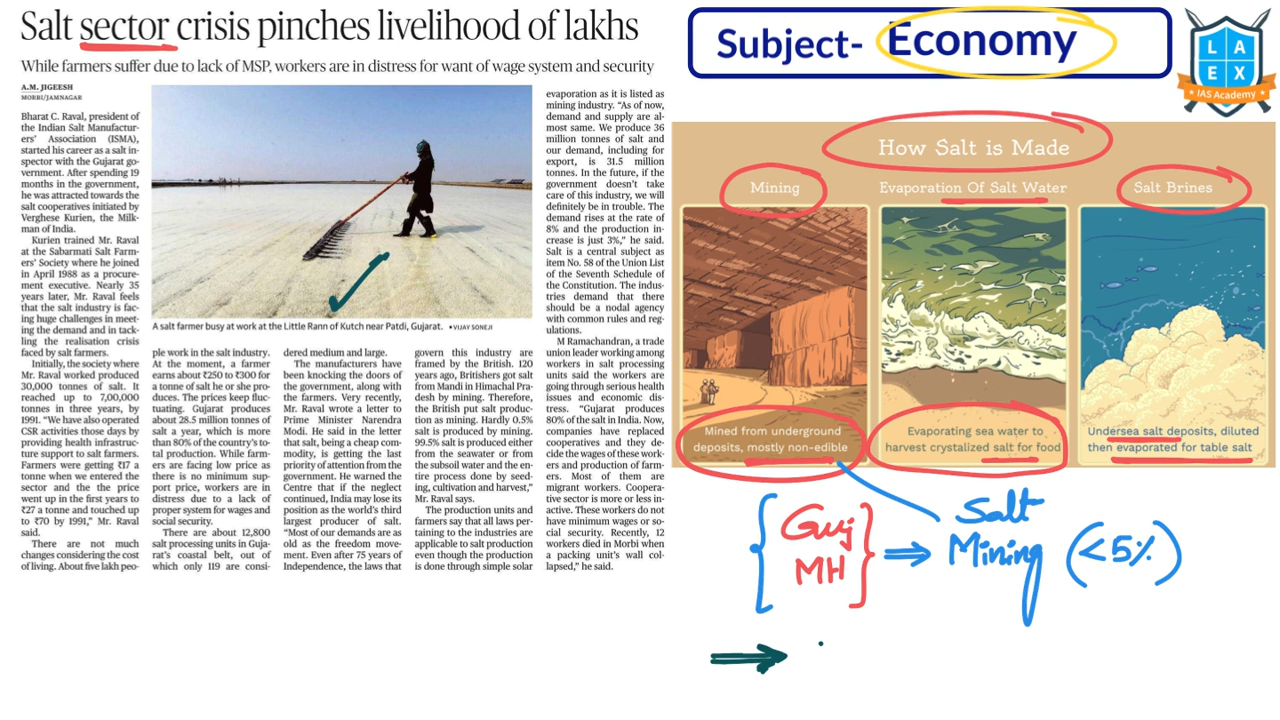 Salt sector crisis pinches livelihood of lakhs
While farmers suffer due to lack of MSP, workers are in distress for want of wage system and security
A.M. JIGEESH
MORBI/JAMNAGAR
Bharat C. Raval, president of
the Indian Salt Manufactur-
ers' Association (ISMA),
started his career as a salt in-
spector with the Gujarat go-
vernment. After spending 19
months in the government,
he was attracted towards the
salt cooperatives initiated by
Verghese Kurien, the Milk-
man of India.
Kurien trained Mr. Raval
at the Sabarmati Salt Farm-
ers' Society where he joined
in April 1988 as a procure-
ment executive. Nearly 35
years later, Mr. Raval feels
that the salt industry is fac-
ing huge challenges in meet-
ing the demand and in tack-
ling the realisation crisis
faced by salt farmers.
Initially, the society where
Mr. Raval worked produced
30,000 tonnes of salt. It
reached up to 7,00,000
tonnes in three years, by
1991. "We have also operated
CSR activities those days by
providing health infrastruc-
ture support to salt farmers.
Farmers were getting ₹17 a
tonne when we entered the
sector and the the price
went up in the first years to
₹27 a tonne and touched up
to ₹70 by 1991," Mr. Raval
said.
There are not much
changes considering the cost
of living. About five lakh peo-
A salt farmer busy at work at the Little Rann of Kutch near Patdi, Gujarat. • VIJAY SONEJI
ple work in the salt industry.
At the moment, a farmer
earns about ₹250 to ₹300 for
a tonne of salt he or she pro-
duces. The prices keep fluc-
tuating. Gujarat produces
about 28.5 million tonnes of
salt a year, which is more
than 80% of the country's to-
tal production. While farm-
ers are facing low price as
there is no minimum sup-
port price, workers are in
distress due to a lack of
proper system for wages and
social security.
There are about 12,800
salt processing units in Guja-
rat's coastal belt, out of
which only 119 are consi-
dered medium and large.
The manufacturers have
been knocking the doors of
the government, along with
the farmers. Very recently,
Mr. Raval wrote a letter to
Prime Minister Narendra
Modi. He said in the letter
that salt, being a cheap com-
modity, is getting the last
priority of attention from the
government. He warned the
Centre that if the neglect
continued, India may lose its
position as the world's third
largest producer of salt.
"Most of our demands are as
old as the freedom move-
ment. Even after 75 years of
Independence, the laws that
govern this industry are
framed by the British. 120
years ago, Britishers got salt
from Mandi in Himachal Pra-
desh by mining. Therefore,
the British put salt produc-
tion as mining. Hardly 0.5%
salt is produced by mining.
99.5% salt is produced either
from the seawater or from
the subsoil water and the en-
tire process done by seed-
ing, cultivation and harvest,"
Mr. Raval says.
The production units and
farmers say that all laws per-
taining to the industries are
applicable to salt production
even though the production
is done through simple solar
evaporation as it is listed as
mining industry. "As of now,
demand and supply are al-
most same. We produce 36
million tonnes of salt and
our demand, including for
export, is 31.5 million
tonnes. In the future, if the
government doesn't take
care of this industry, we will
definitely be in trouble. The
demand rises at the rate of
8% and the production in-
crease is just 3%," he said.
Salt is a central subject as
item No. 58 of the Union List
of the Seventh Schedule of
the Constitution. The indus-
tries demand that there
should be a nodal agency
with common rules and reg-
ulations.
M Ramachandran, a trade
union leader working among
workers in salt processing
units said the workers are
going through serious health
issues and economic dis-
tress. "Gujarat produces
80% of the salt in India. Now,
companies have replaced
cooperatives and they de-
cide the wages of these work-
ers and production of farm-
ers. Most of them are
migrant workers. Coopera-
tive sector is more or less in-
active. These workers do not
have minimum wages or so-
cial security. Recently, 12
workers died in Morbi when
a packing unit's wall col-
lapsed," he said.
Subject- Economy
L A
E X
IAS Academy
How Salt is Made
Mining
Evaporation Of Salt Water
Salt Brines
Mined from underground
deposits, mostly non-edible
Evaporating sea water to
harvest crystalized salt for food
Undersea salt deposits, diluted
then evaporated for table salt
Guj
MH
⇒ Salt
Mining (<5%)
⇒